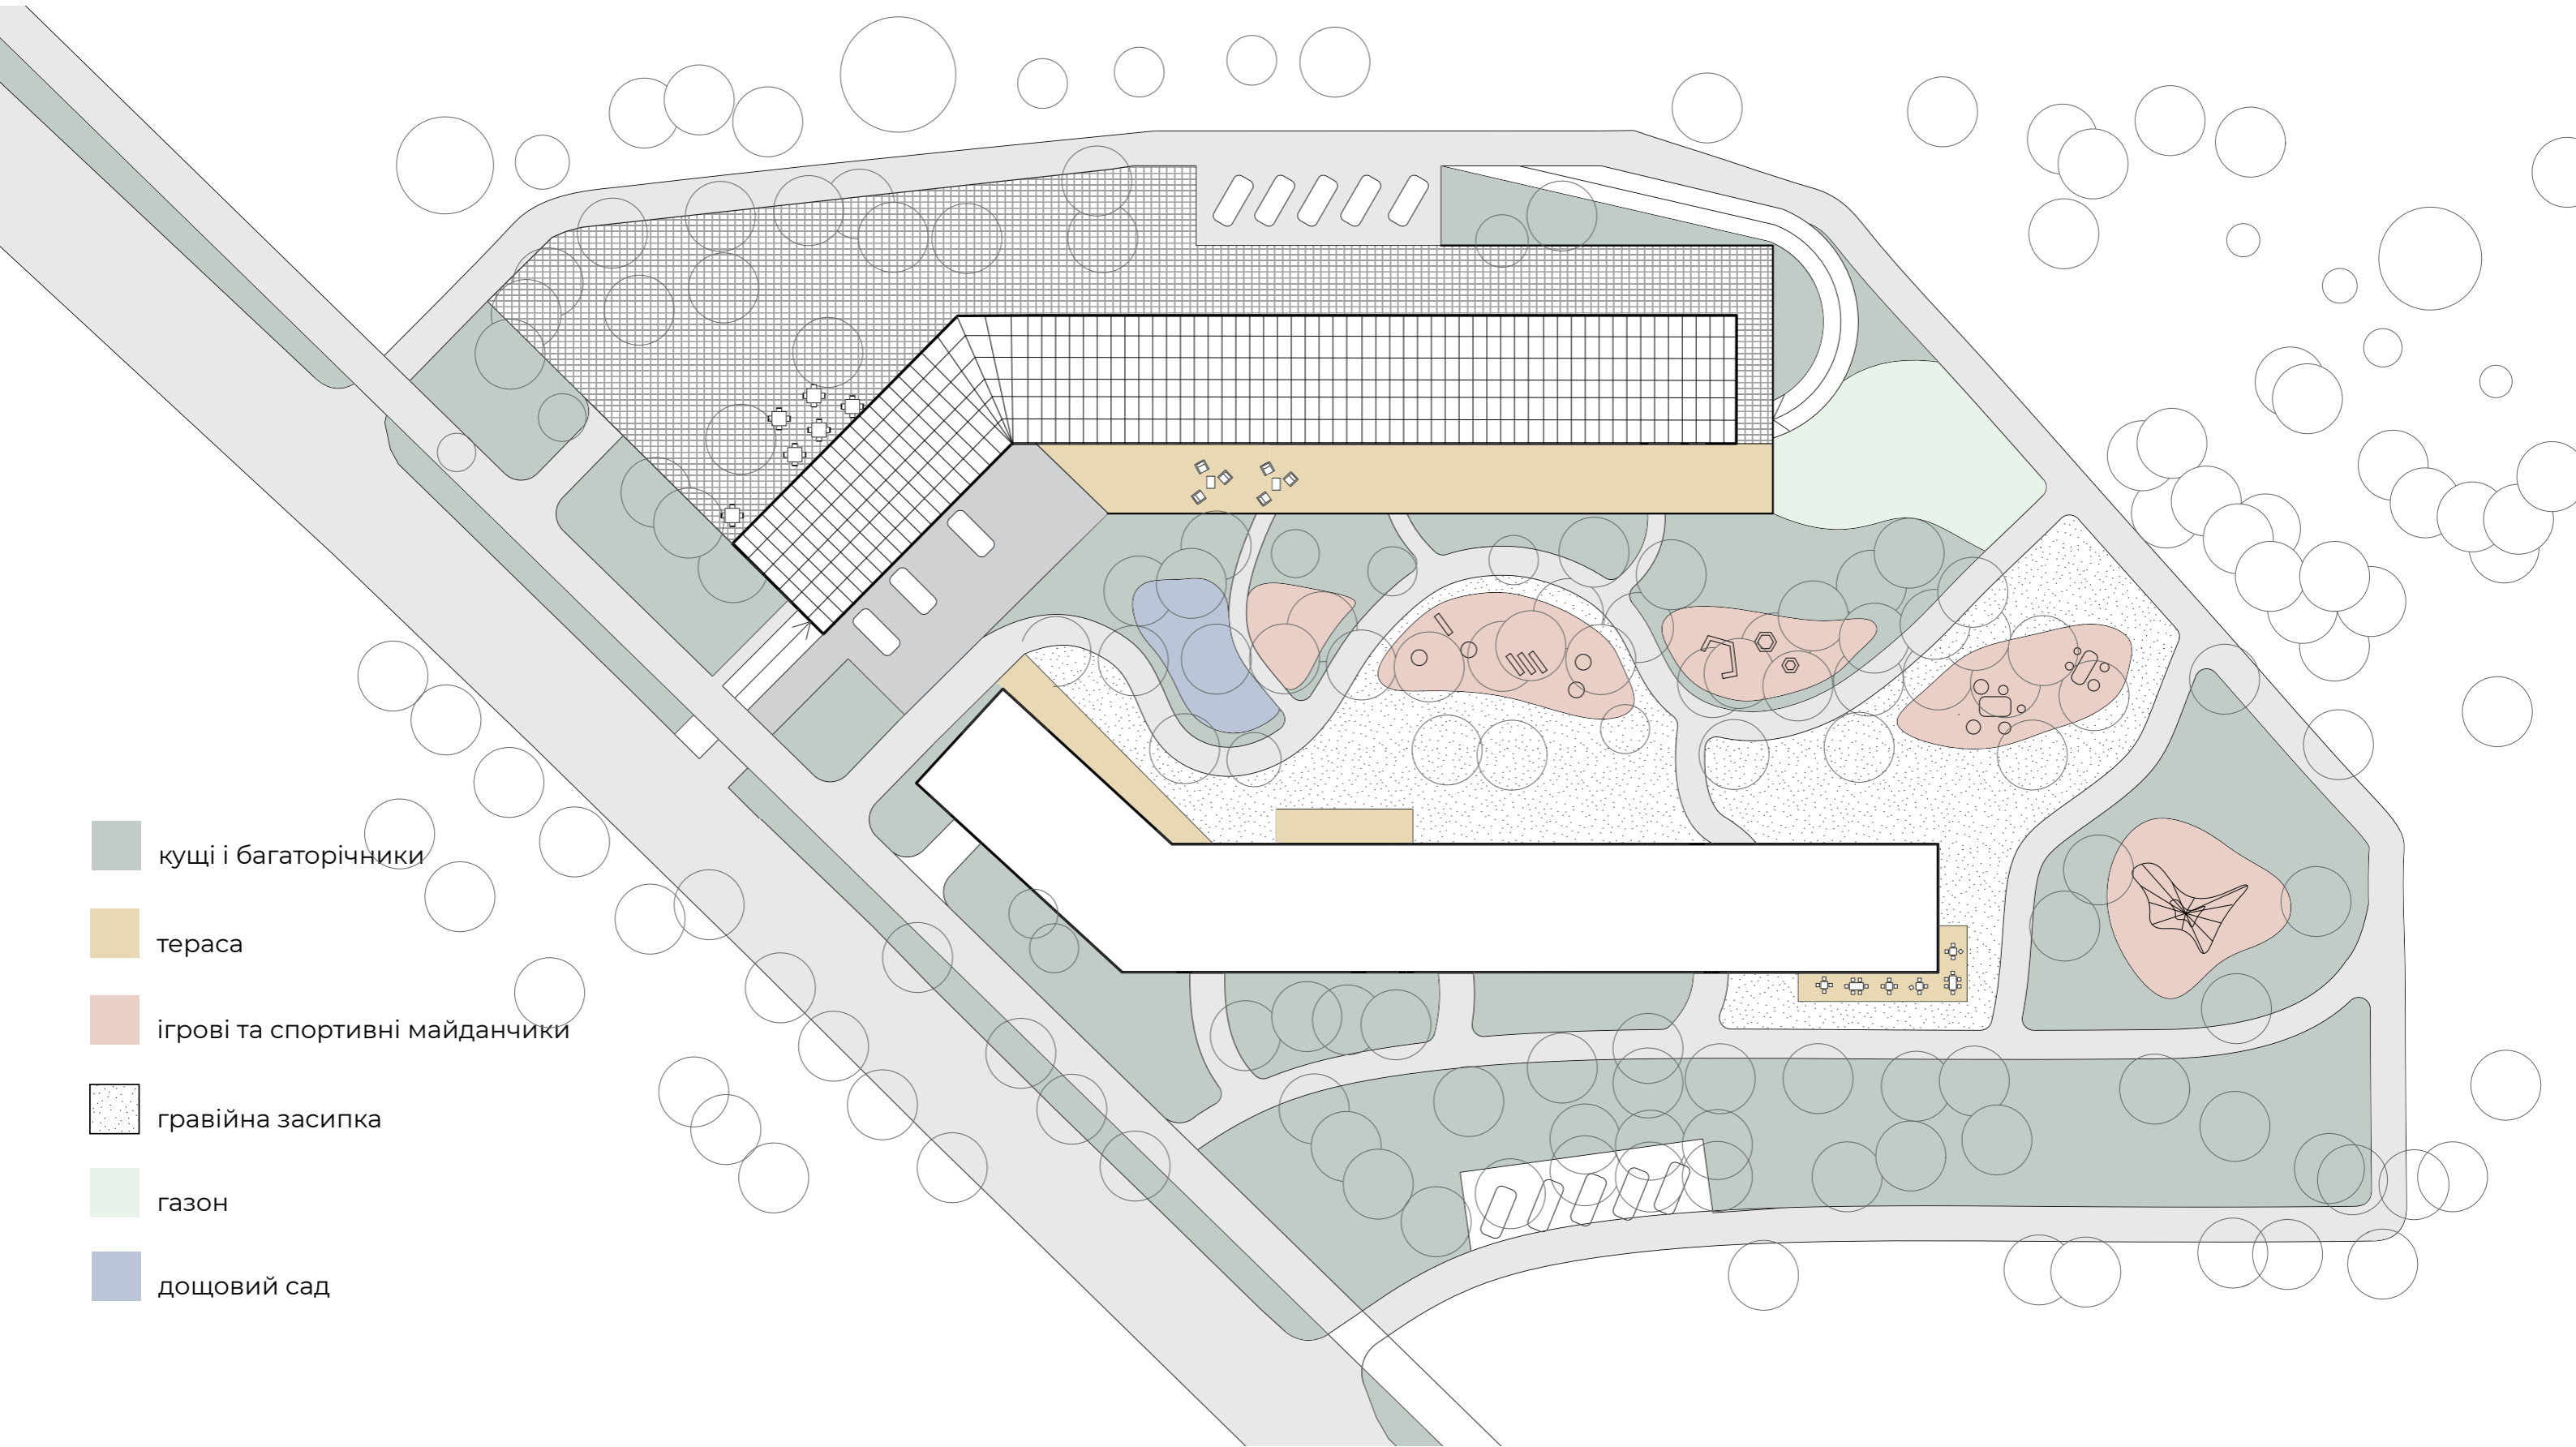 кущі і багаторічники
тераса
ігрові та спортивні майданчики
гравійна засипка
газон
дощовий сад